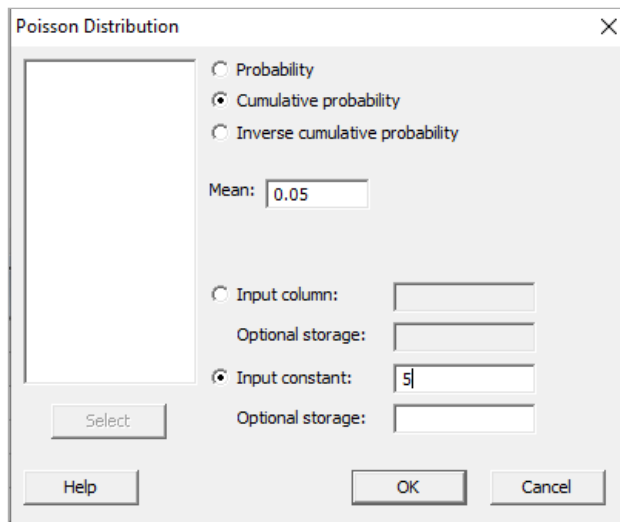 Poisson Distribution
Probability
Cumulative probability
Inverse cumulative probability
Mean: 0.05
Input column:
Optional storage:
Input constant: 5
Optional storage:
Select
Help OK Cancel